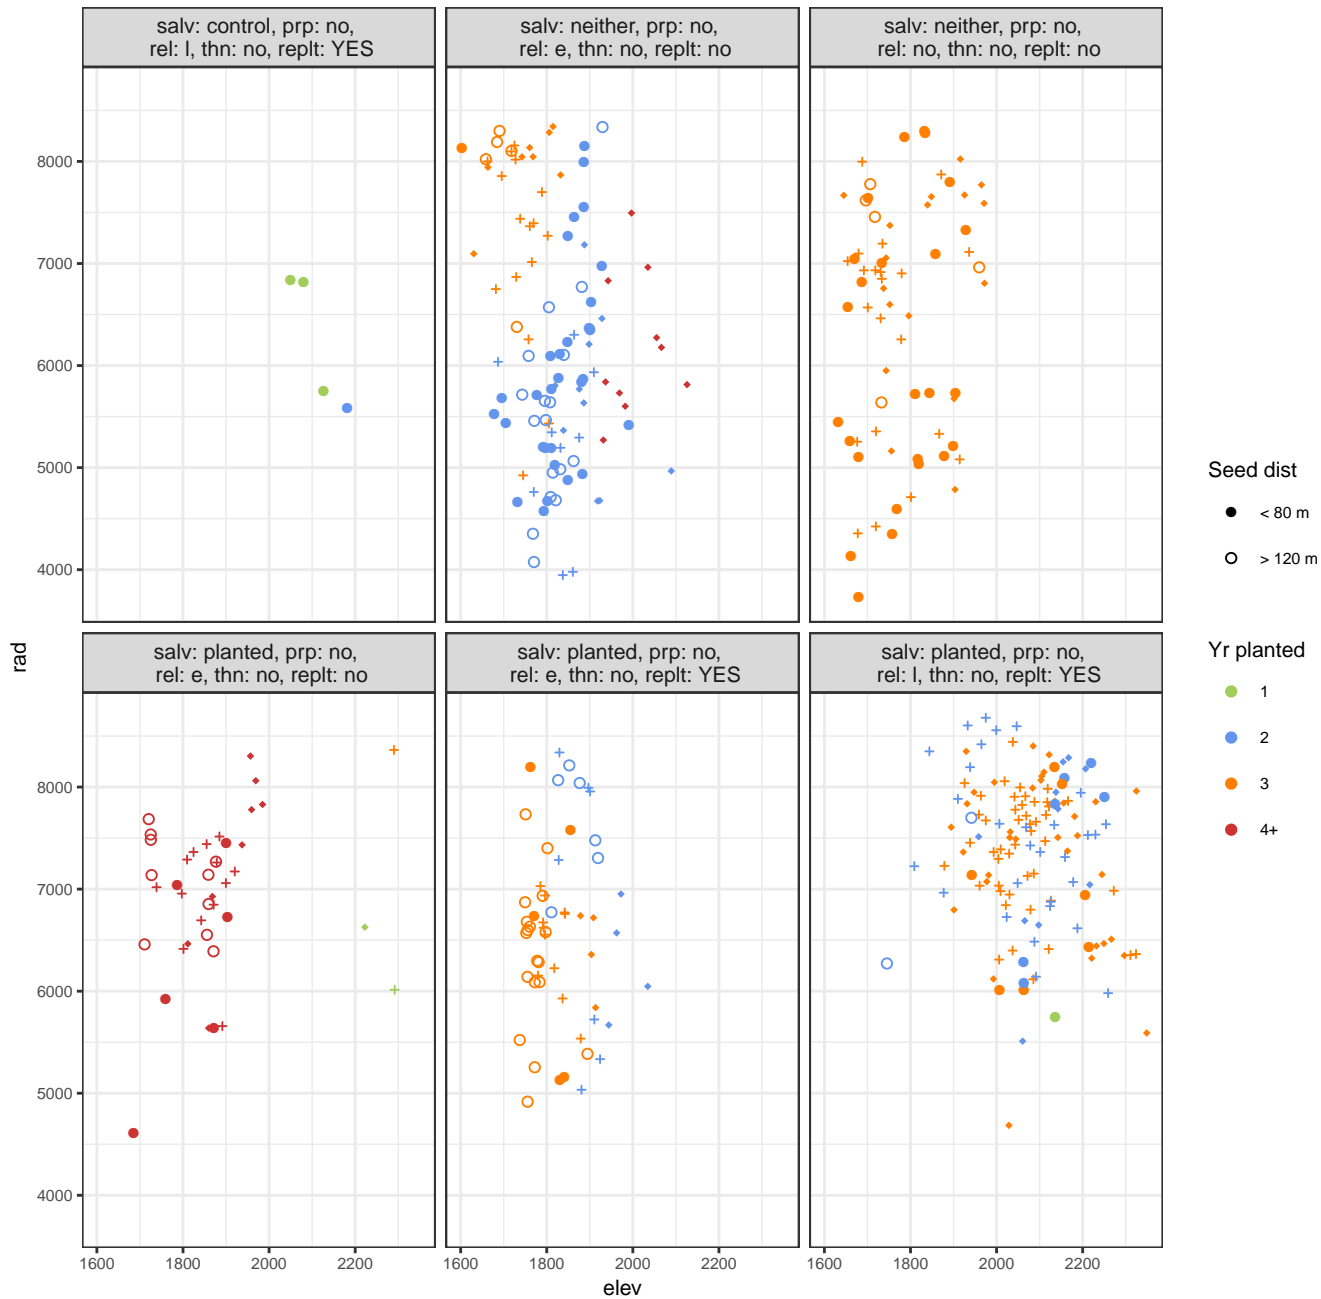 salv: control, prp: no,
rel: l, thn: no, replt: YES
salv: neither, prp: no,
rel: e, thn: no, replt: no
salv: neither, prp: no,
rel: no, thn: no, replt: no
8000
7000
6000
5000
4000
salv: planted, prp: no,
rel: e, thn: no, replt: no
salv: planted, prp: no,
rel: e, thn: no, replt: YES
salv: planted, prp: no,
rel: l, thn: no, replt: YES
8000
7000
6000
5000
4000
1600 1800 2000 2200
1600 1800 2000 2200
1600 1800 2000 2200
elev
rad
Seed dist
< 80 m
> 120 m
Yr planted
1
2
3
4+